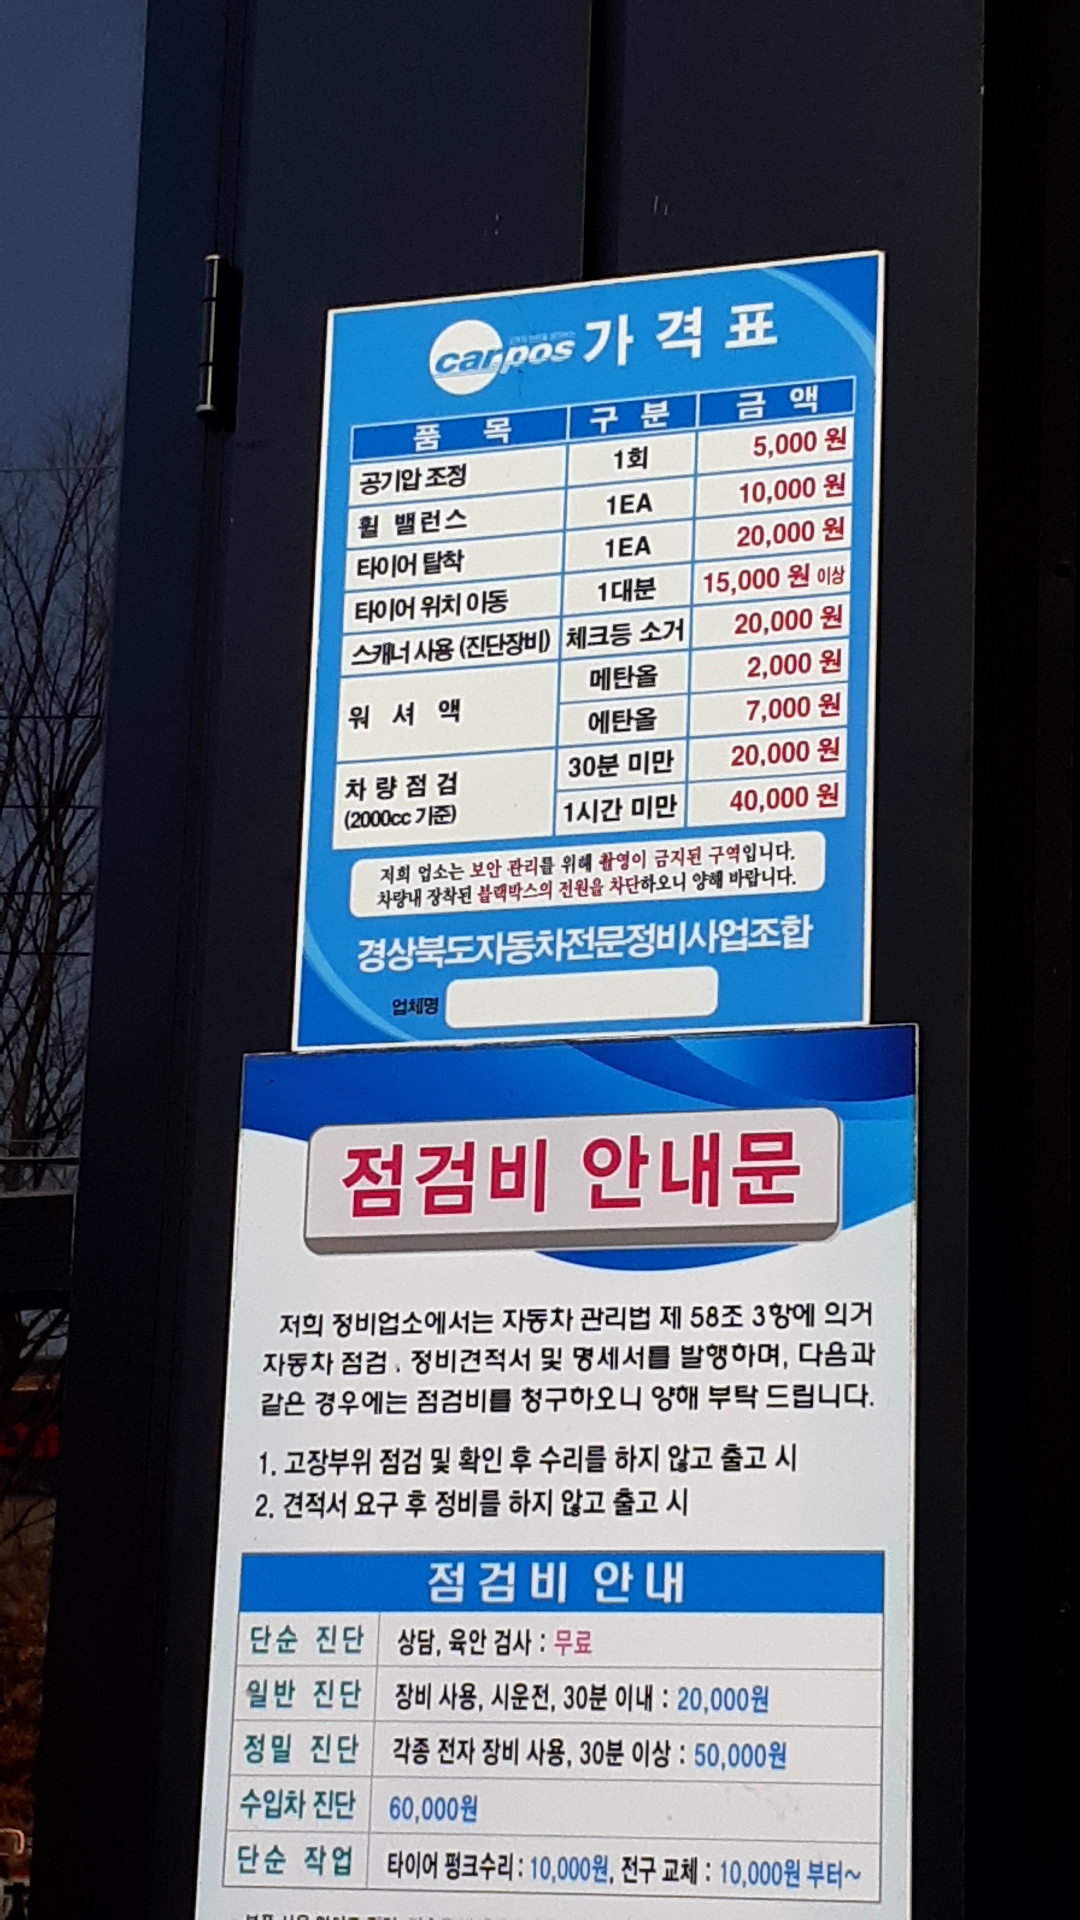 carpos 가격표
품목 구분 금액
공기압 조정 1회 5,000 원
휠 밸런스 1EA 10,000 원
타이어 탈착 1EA 20,000 원
타이어 위치 이동 1대분 15,000 원 이상
스캐너 사용 (진단장비) 체크등 소거 20,000 원
워셔액 메탄올 2,000 원
에탄올 7,000 원
차량점검 (2000cc 기준) 30분 미만 20,000 원
1시간 미만 40,000 원
저희 업소는 보안 관리를 위해 촬영이 금지된 구역입니다.
차량내 장착된 블랙박스의 전원을 차단하오니 양해 바랍니다.
경상북도자동차전문정비사업조합
업체명
점검비 안내문
저희 정비업소에서는 자동차 관리법 제 58조 3항에 의거
자동차 점검 . 정비견적서 및 명세서를 발행하며, 다음과
같은 경우에는 점검비를 청구하오니 양해 부탁 드립니다.
1. 고장부위 점검 및 확인 후 수리를 하지 않고 출고 시
2. 견적서 요구 후 정비를 하지 않고 출고 시
점검비 안내
단순 진단 상담, 육안 검사 : 무료
일반 진단 장비 사용, 시운전, 30분 이내 : 20,000원
정밀 진단 각종 전자 장비 사용, 30분 이상 : 50,000원
수입차 진단 60,000원
단순 작업 타이어 펑크수리 : 10,000원, 전구 교체 : 10,000원 부터~